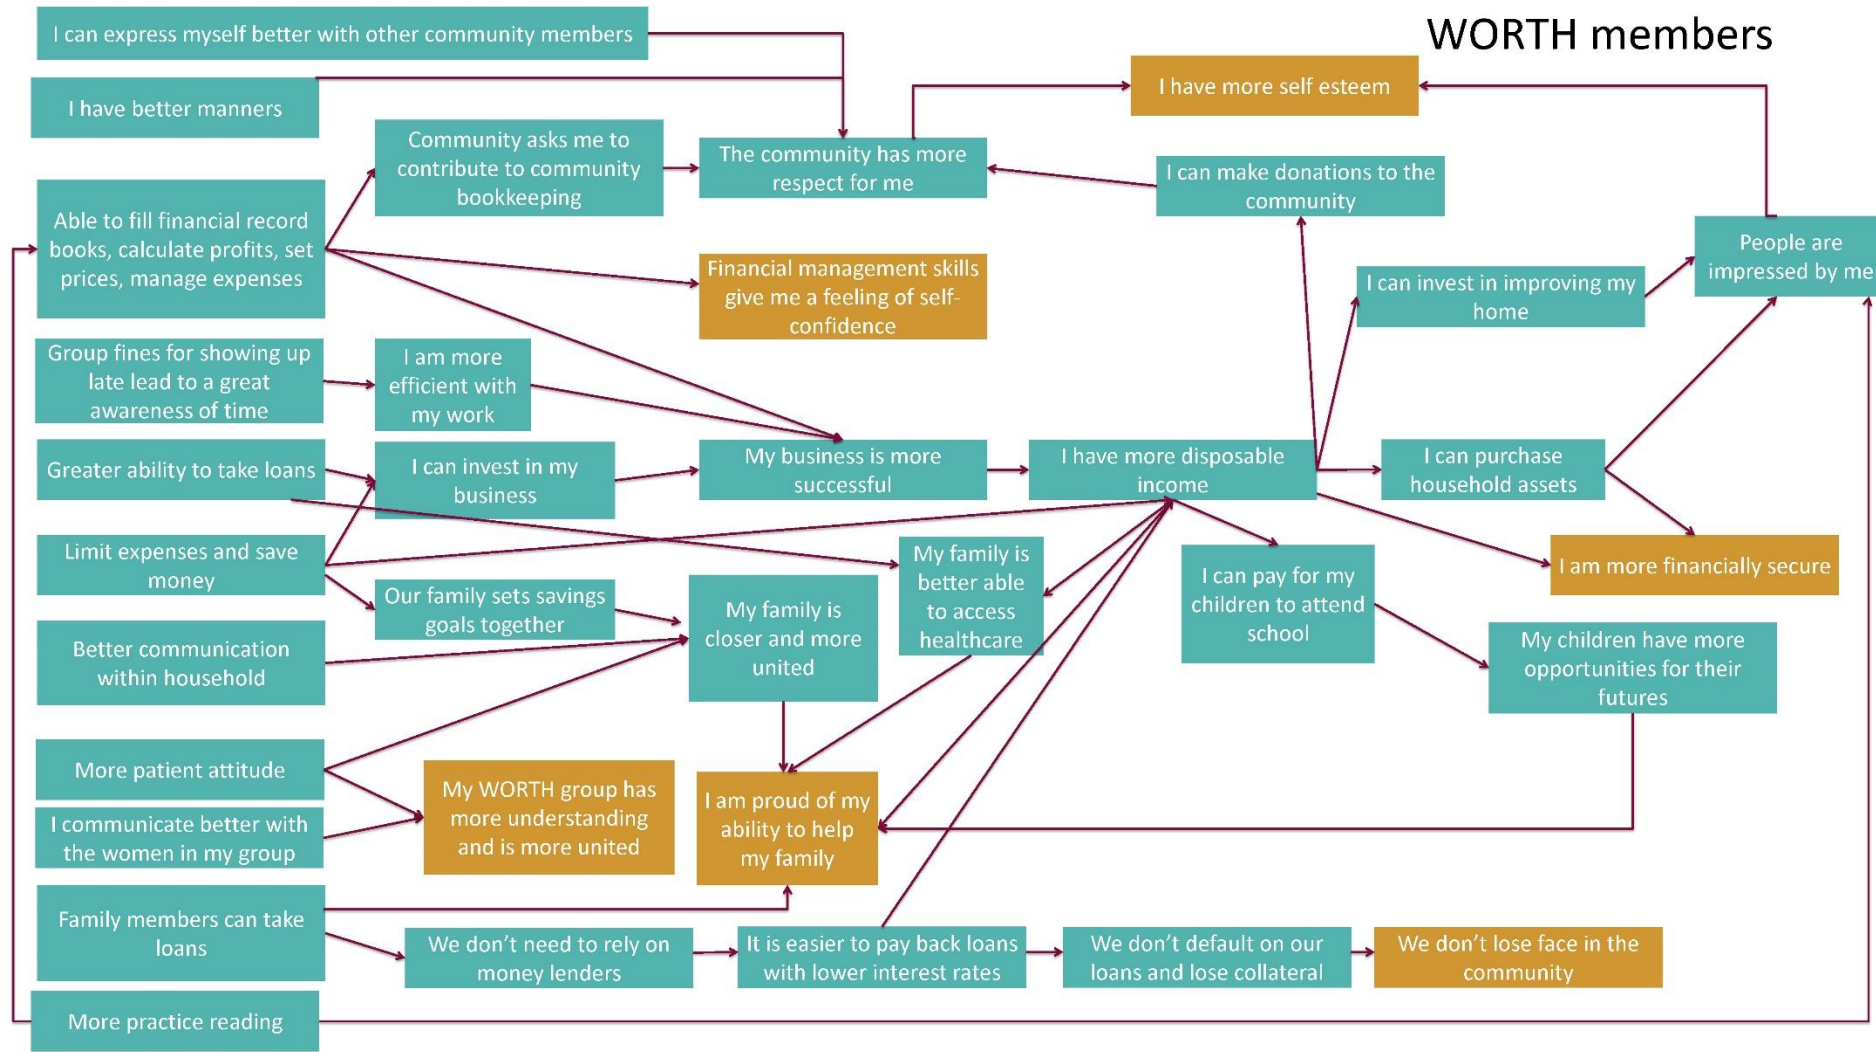 WORTH members
I can express myself better with other community members
I have better manners
I have more self esteem
Community asks me to
contribute to community
bookkeeping
The community has more
respect for me
I can make donations to the
community
Able to fill financial record
books, calculate profits, set
prices, manage expenses
People are
impressed by me
Financial management skills
give me a feeling of self-
confidence
I can invest in improving my
home
Group fines for showing up
late lead to a great
awareness of time
I am more
efficient with
my work
Greater ability to take loans
I can invest in my
business
My business is more
successful
I have more disposable
income
I can purchase
household assets
Limit expenses and save
money
Our family sets savings
goals together
My family is
closer and more
united
My family is
better able
to access
healthcare
I can pay for my
children to attend
school
I am more financially secure
Better communication
within household
My children have more
opportunities for their
futures
More patient attitude
My WORTH group has
more understanding
and is more united
I am proud of my
ability to help
my family
I communicate better with
the women in my group
Family members can take
loans
We don’t need to rely on
money lenders
It is easier to pay back loans
with lower interest rates
We don’t default on our
loans and lose collateral
We don’t lose face in the
community
More practice reading